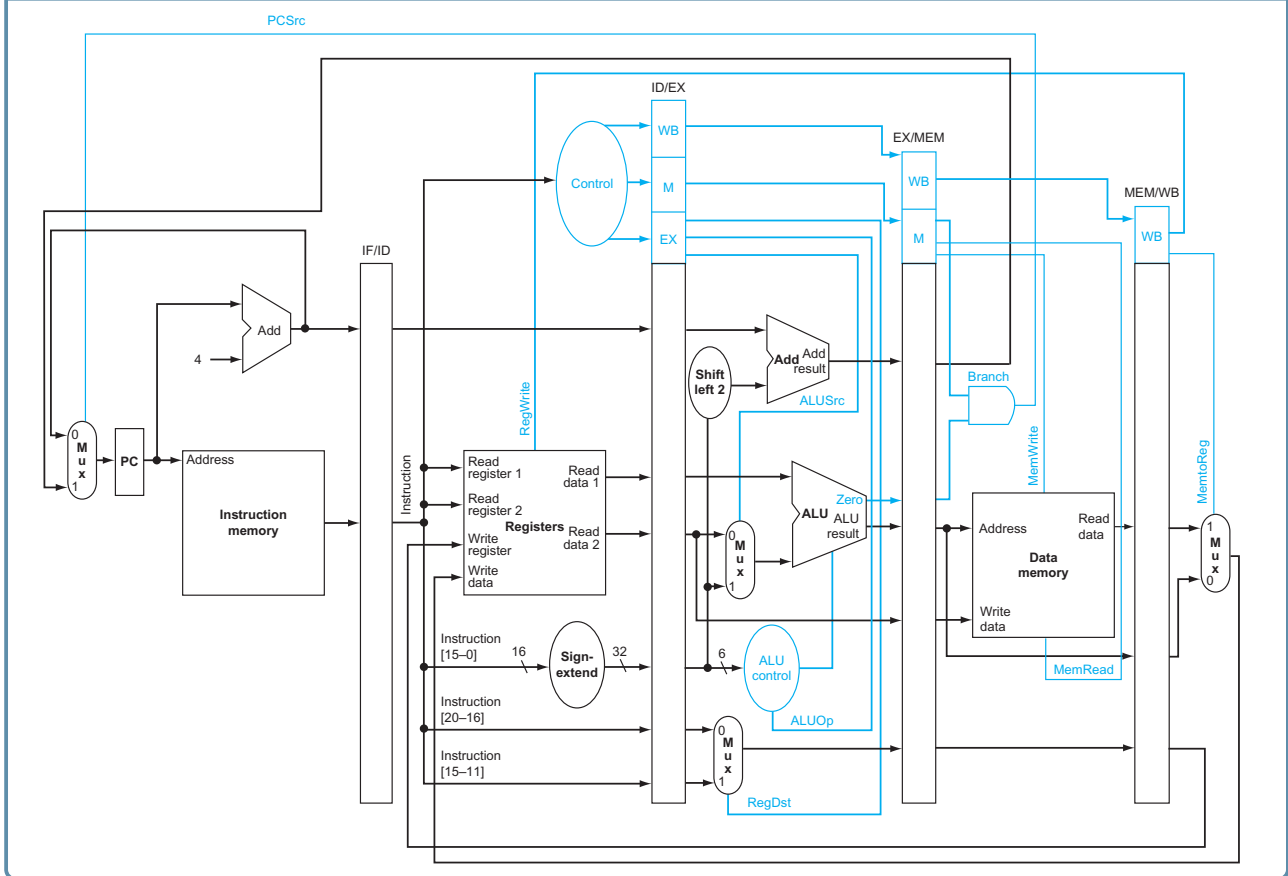 PCSrc
ID/EX
WB
M
EX
Control
EX/MEM
WB
M
MEM/WB
WB
IF/ID
Add
4
0
M
u
x
1
PC
Address
Instruction
memory
Instruction
RegWrite
Read
register 1
Read
register 2
Write
register
Write
data
Registers
Read
data 1
Read
data 2
Shift
left 2
Add
Add
result
ALUSrc
0
M
u
x
1
ALU
Zero
ALU
result
Branch
MemWrite
Address
Read
data
Data
memory
Write
data
MemRead
MemtoReg
1
M
u
x
0
Instruction
[15–0]
16
Sign-
extend
32
6
ALU
control
ALUOp
Instruction
[20–16]
Instruction
[15–11]
0
M
u
x
1
RegDst